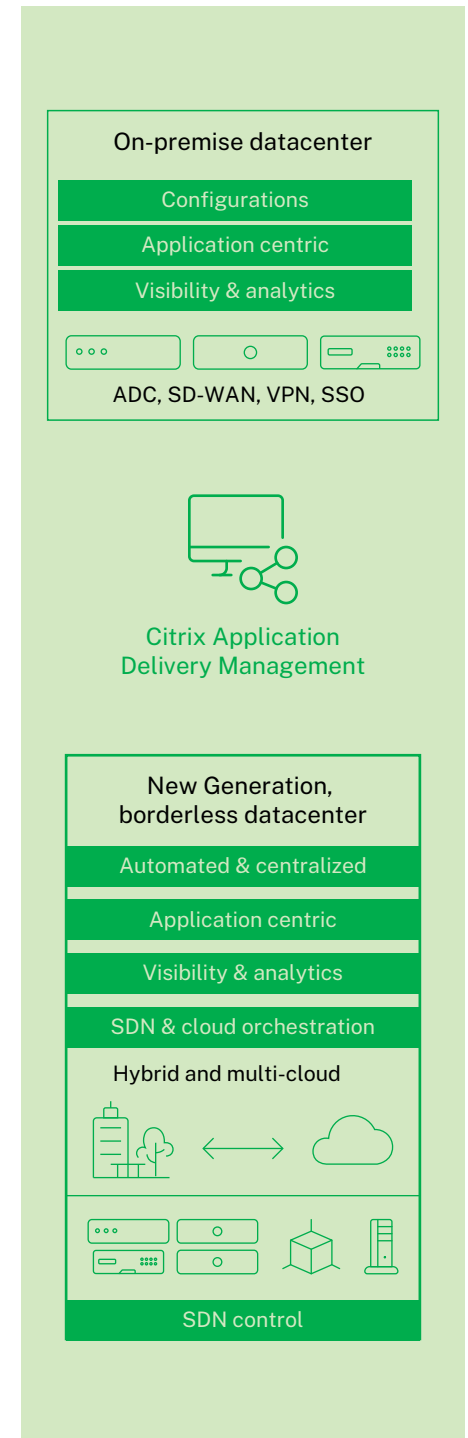 On-premise datacenter
Configurations
Application centric
Visibility & analytics
ADC, SD-WAN, VPN, SSO
Citrix Application
Delivery Management
New Generation,
borderless datacenter
Automated & centralized
Application centric
Visibility & analytics
SDN & cloud orchestration
Hybrid and multi-cloud
SDN control